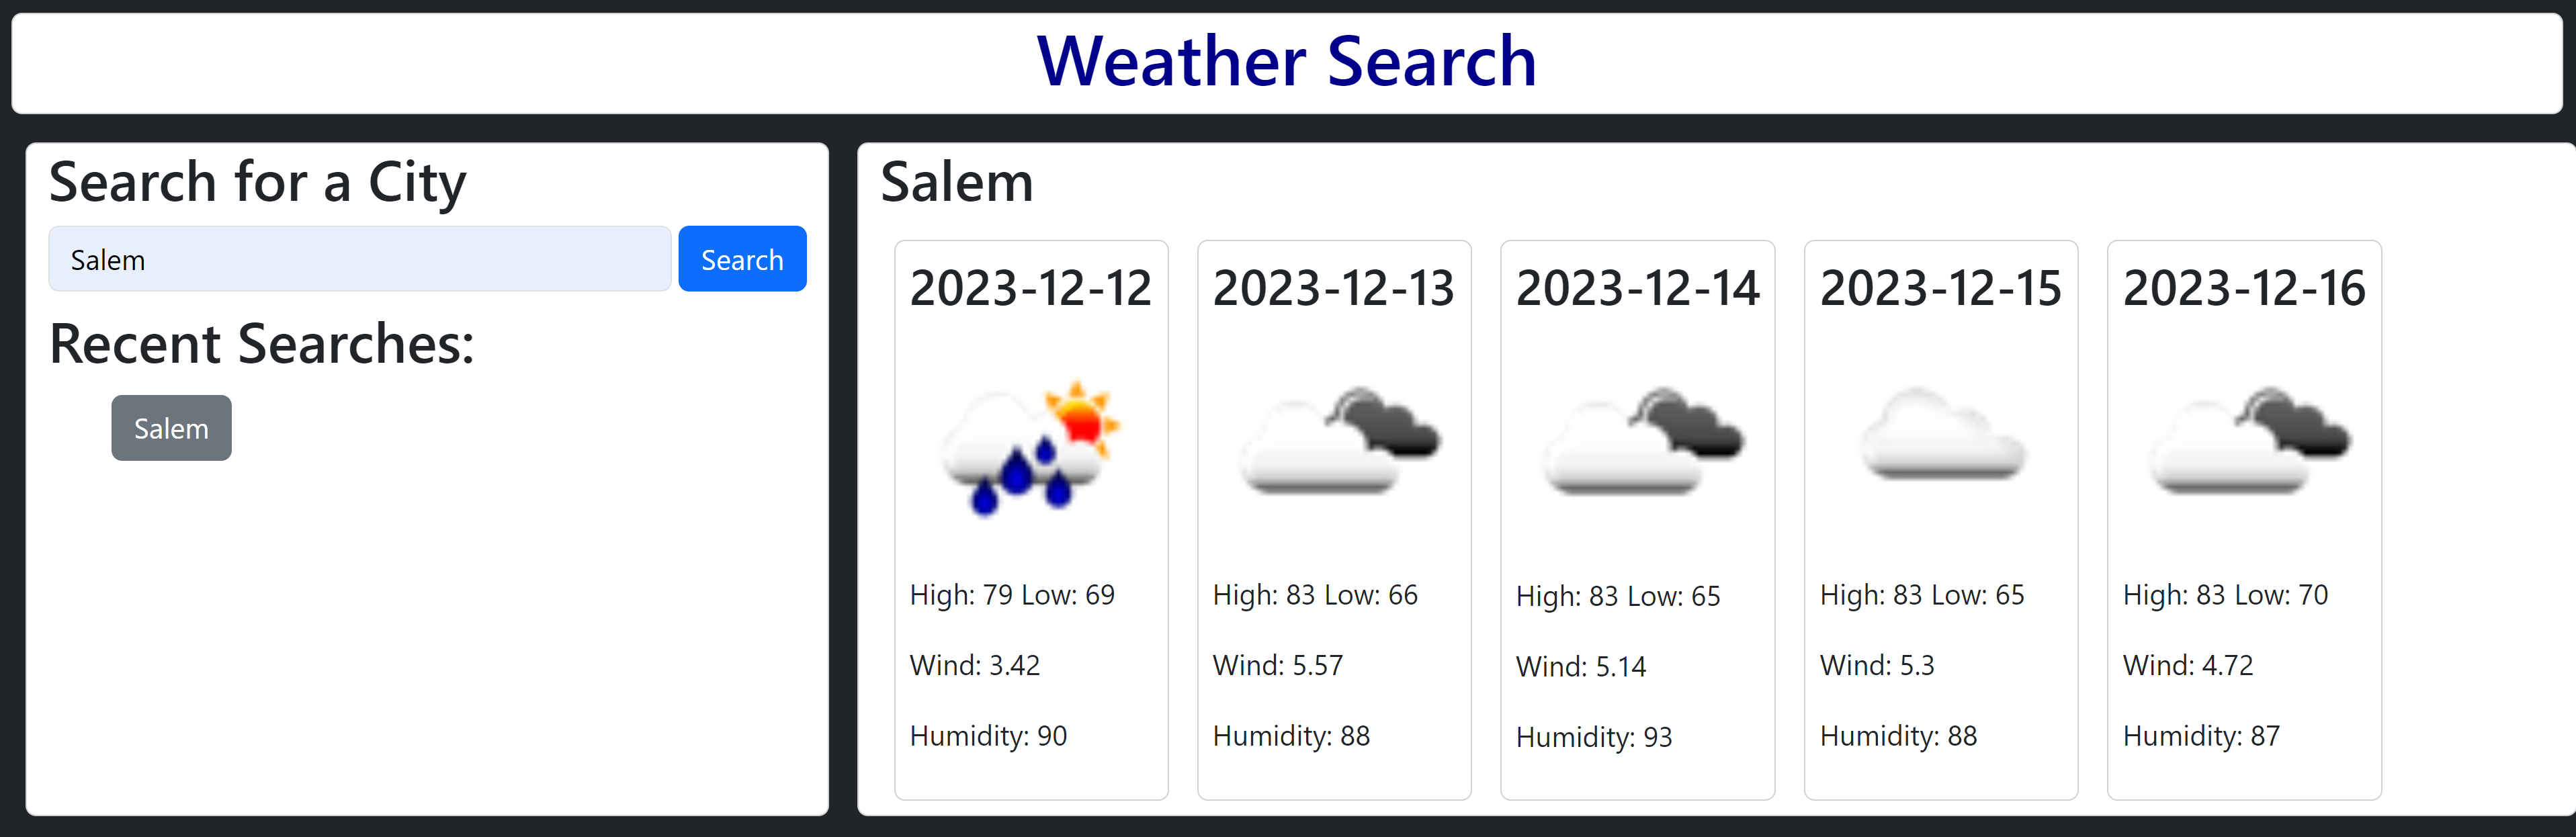 Weather Search
Search for a City
Salem
Search
Recent Searches:
Salem
Salem
2023-12-12
High: 79 Low: 69
Wind: 3.42
Humidity: 90
2023-12-13
High: 83 Low: 66
Wind: 5.57
Humidity: 88
2023-12-14
High: 83 Low: 65
Wind: 5.14
Humidity: 93
2023-12-15
High: 83 Low: 65
Wind: 5.3
Humidity: 88
2023-12-16
High: 83 Low: 70
Wind: 4.72
Humidity: 87